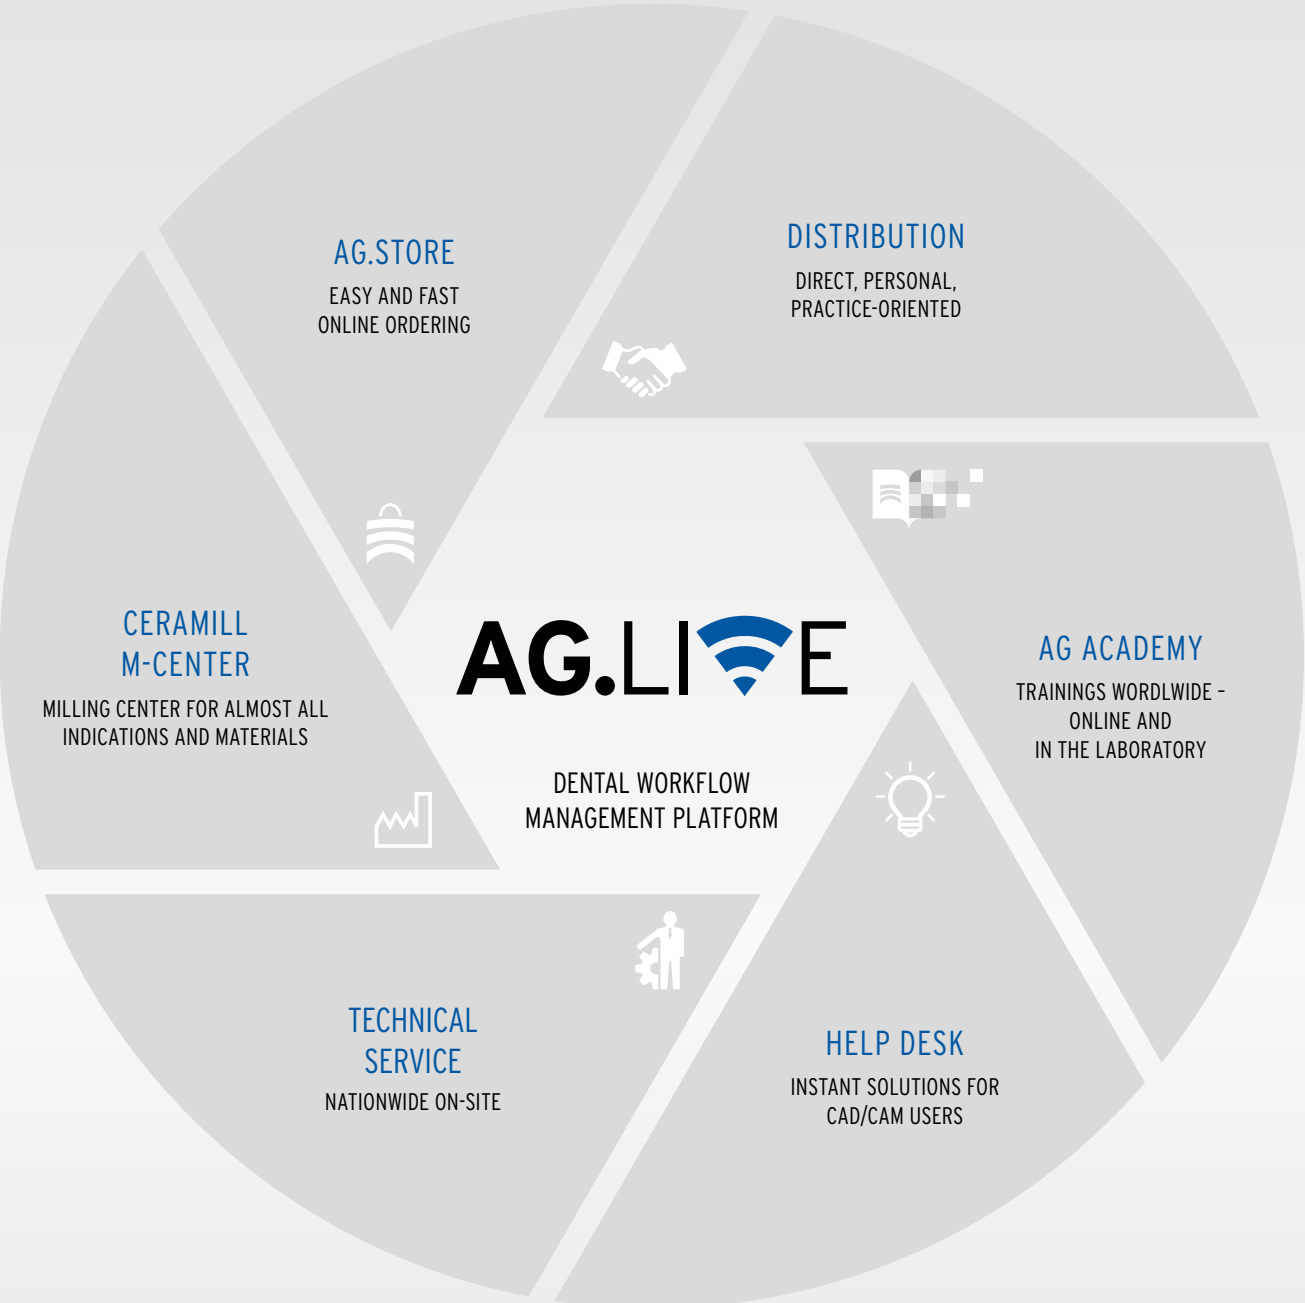 AG.STORE
EASY AND FAST
ONLINE ORDERING
DISTRIBUTION
DIRECT, PERSONAL,
PRACTICE-ORIENTED
CERAMILL
M-CENTER
MILLING CENTER FOR ALMOST ALL
INDICATIONS AND MATERIALS
AG.LIVE
DENTAL WORKFLOW
MANAGEMENT PLATFORM
AG ACADEMY
TRAININGS WORDLWIDE –
ONLINE AND
IN THE LABORATORY
TECHNICAL
SERVICE
NATIONWIDE ON-SITE
HELP DESK
INSTANT SOLUTIONS FOR
CAD/CAM USERS